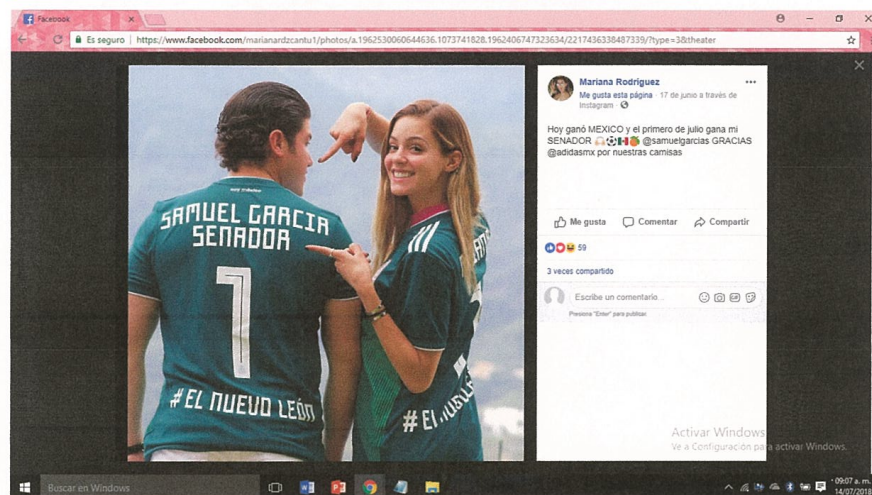 Facebook
Es seguro | https://www.facebook.com/marianardzcantu1/photos/a.1962530060644636.1073741828.1962406747323634/2217436338487339/?type=3&theater
SAMUEL GARCIA
SENADOR
1
# EL NUEVO LEÓN
Mariana Rodriguez
Me gusta esta página · 17 de junio a través de
Instagram ·
Hoy ganó MEXICO y el primero de julio gana mi
SENADOR @samuelgarcias GRACIAS
@adidasmx por nuestras camisas
Me gusta Comentar Compartir
59
3 veces compartido
Escribe un comentario...
GIF
Presiona "Enter" para publicar.
Activar Windows
Ve a Configuración para activar Windows.
Buscar en Windows
09:07 a. m.
14/07/2018